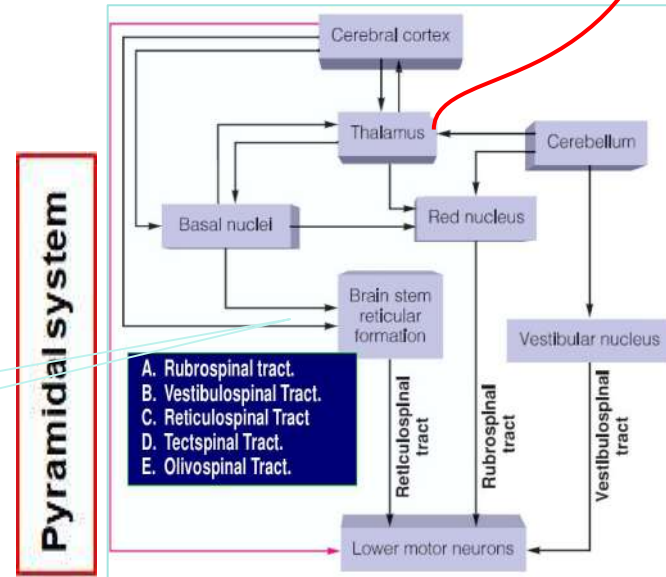 Pyramidal system
Cerebral cortex
Thalamus
Cerebellum
Basal nuclei
Red nucleus
Brain stem
reticular
formation
Vestibular nucleus
A. Rubrospinal tract.
B. Vestibulospinal Tract.
C. Reticulospinal Tract
D. Tectspinal Tract.
E. Olivospinal Tract.
Reticulospinal
tract
Rubrospinal
tract
Vestibulospinal
tract
Lower motor neurons